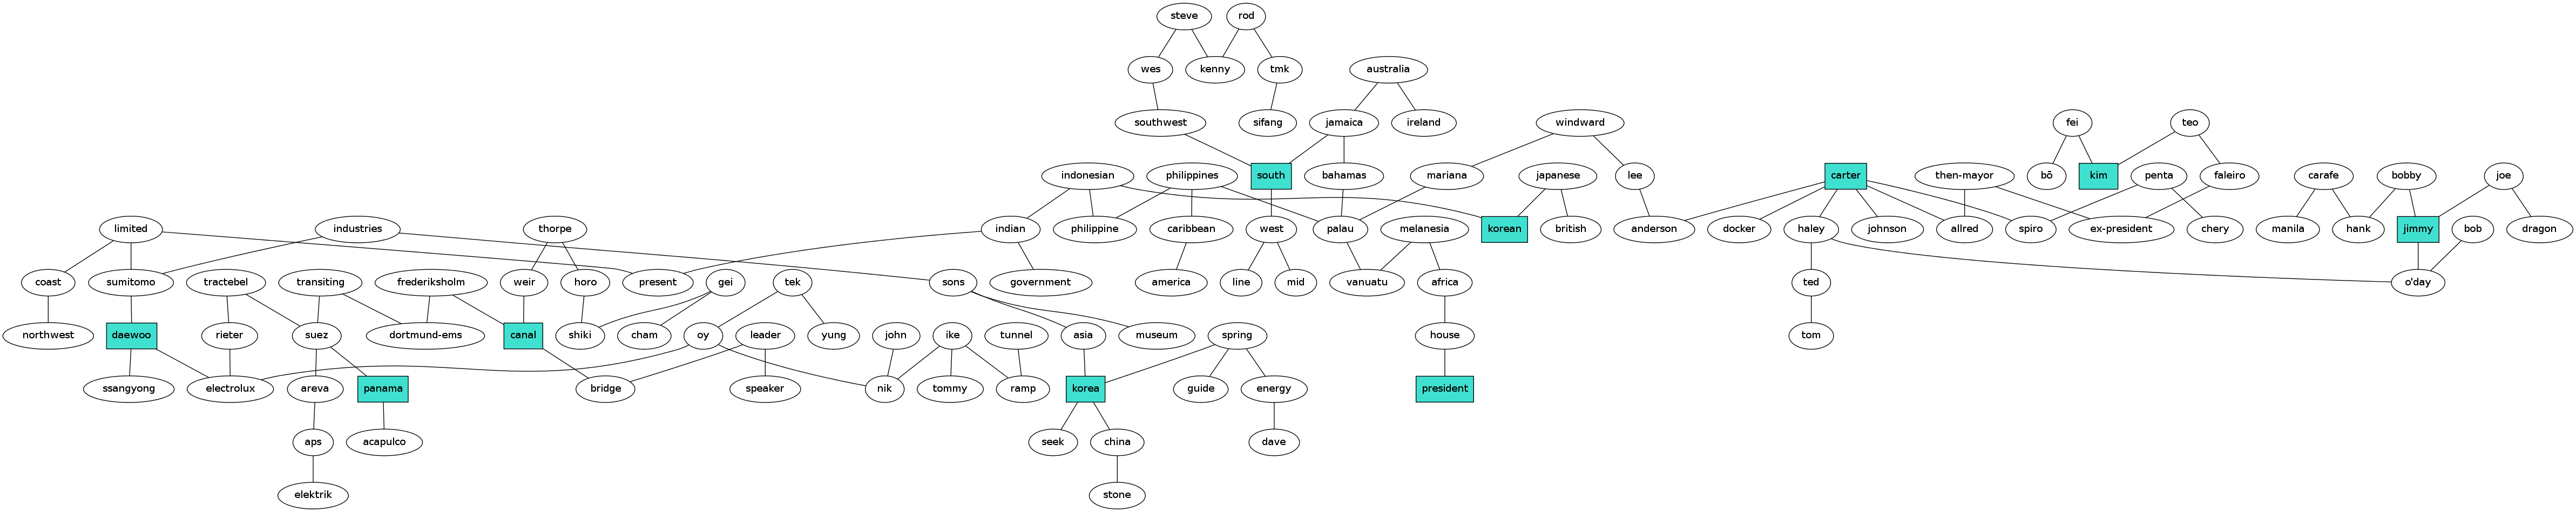 steve rod
wes kenny tmk australia
southwest sifang jamaica ireland windward fei teo
indonesian philippines south bahamas mariana japanese lee carter then-mayor bō kim penta faleiro carafe bobby joe
limited industries thorpe indian philippine caribbean west palau melanesia korean british anderson docker haley johnson allred spiro ex-president chery manila hank jimmy bob dragon
coast sumitomo tractebel transiting frederiksholm weir horo present gei tek sons government america line mid vanuatu africa ted o'day
northwest daewoo rieter suez dortmund-ems canal shiki cham oy leader yung john ike tunnel asia museum spring house tom
ssangyong electrolux areva panama bridge speaker nik tommy ramp korea guide energy president
aps acapulco seek china dave
elektrik stone